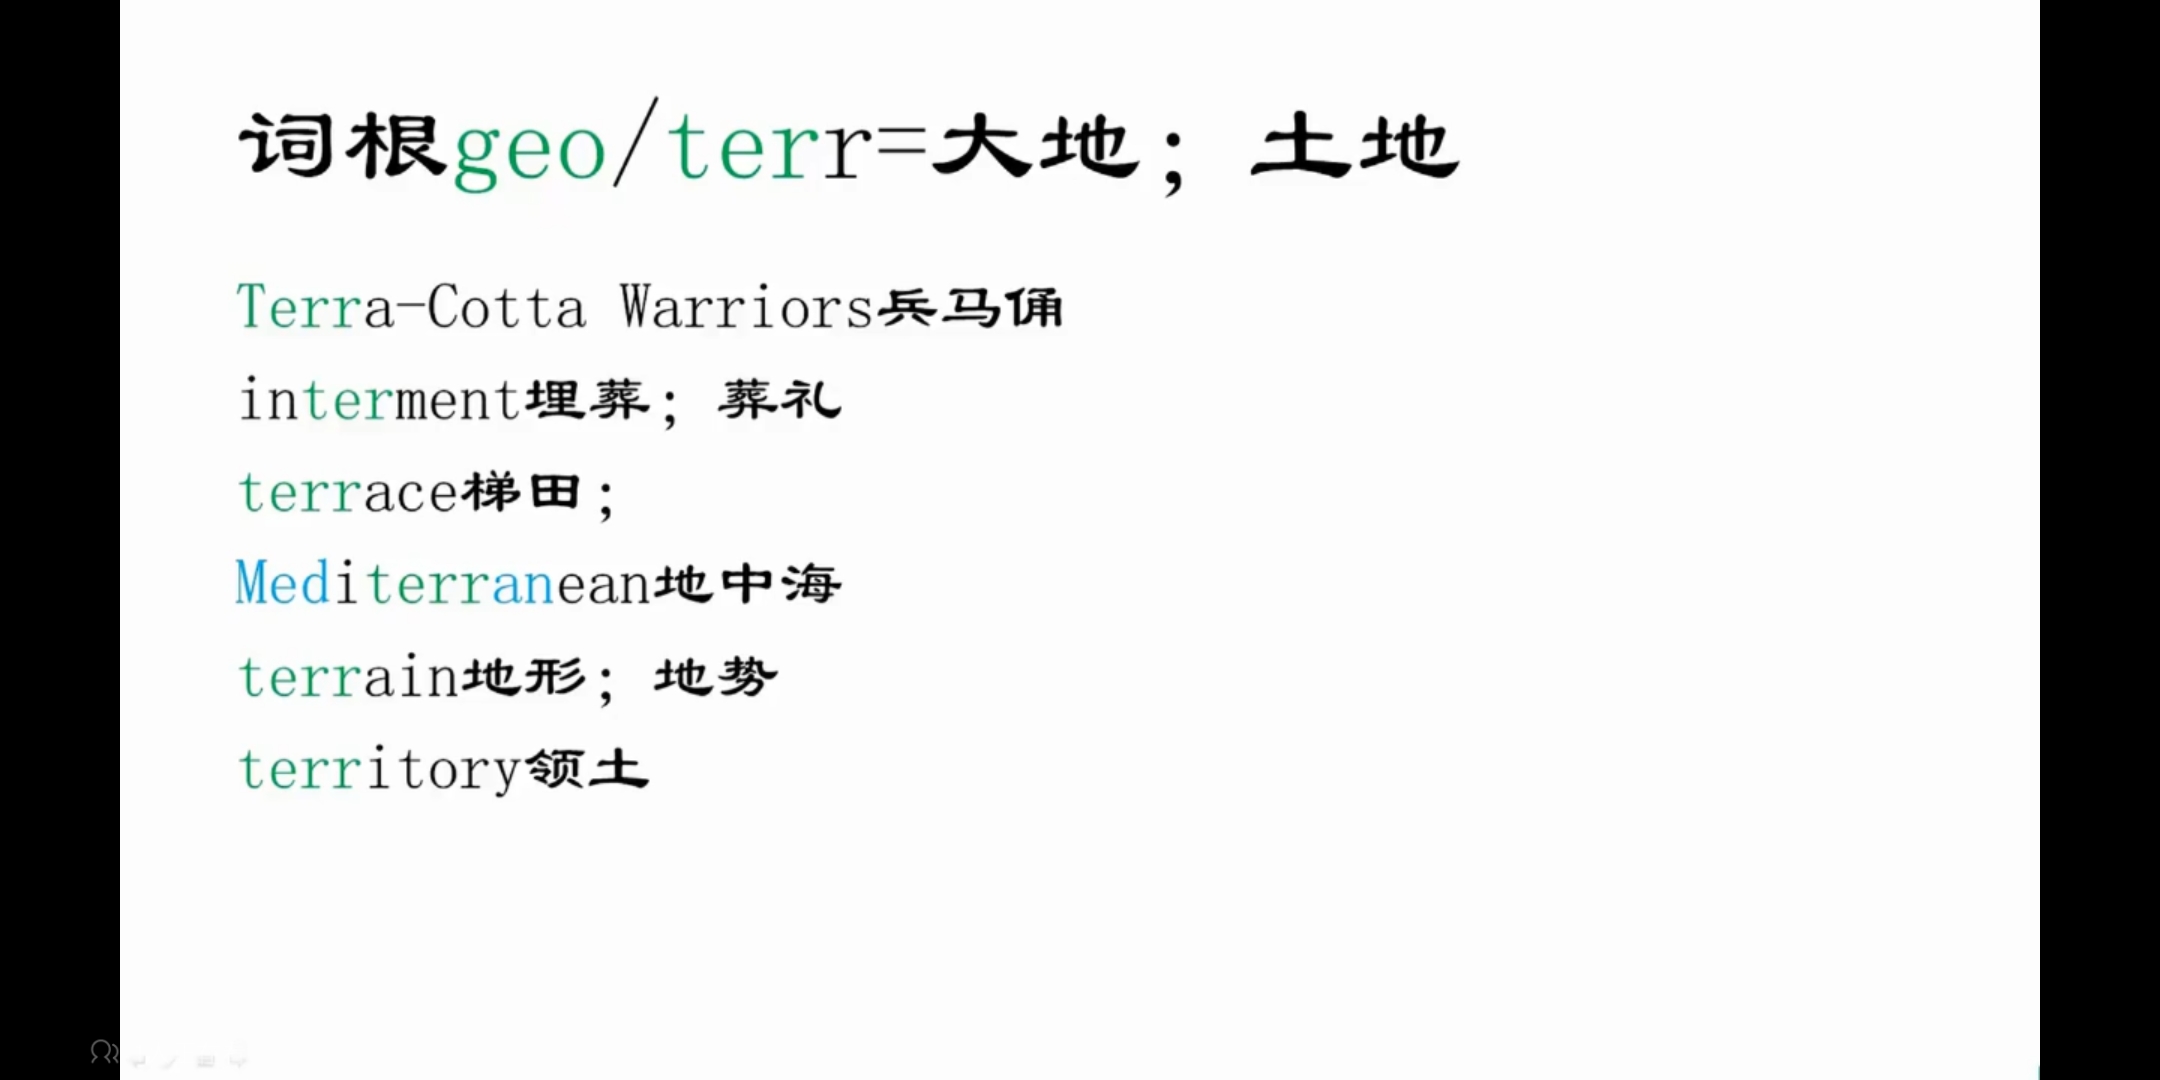 词根geo/terr=大地；土地
Terra-Cotta Warriors兵马俑
interment埋葬；葬礼
terrace梯田；
Mediterranean地中海
terrain地形；地势
territory领土